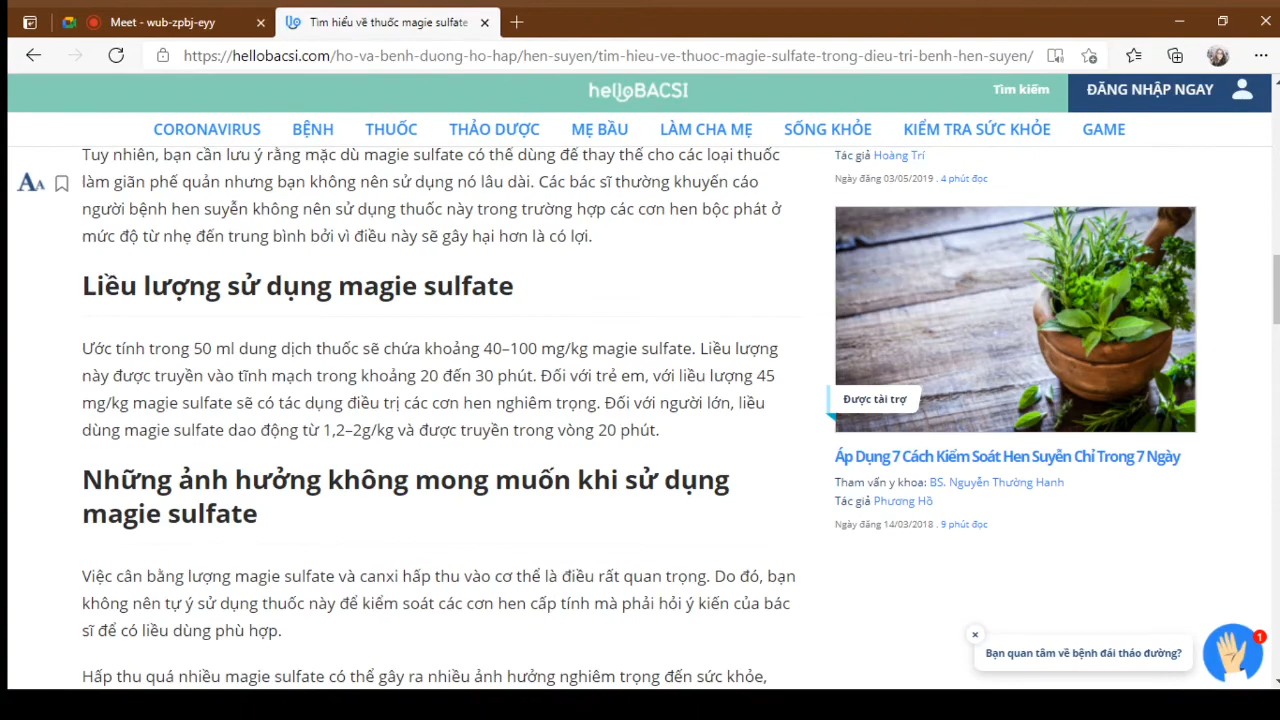 Meet - wub-zpbj-eyy
Tìm hiểu về thuốc magie sulfate
https://hellobacsi.com/ho-va-benh-duong-ho-hap/hen-suyen/tim-hieu-ve-thuoc-magie-sulfate-trong-dieu-tri-benh-hen-suyen/
helloBACSI
Tìm kiếm
ĐĂNG NHẬP NGAY
CORONAVIRUS BỆNH THUỐC THẢO DƯỢC MẸ BẦU LÀM CHA MẸ SỐNG KHỎE KIỂM TRA SỨC KHỎE GAME
Tuy nhiên, bạn cần lưu ý rằng mặc dù magie sulfate có thể dùng để thay thế cho các loại thuốc
làm giãn phế quản nhưng bạn không nên sử dụng nó lâu dài. Các bác sĩ thường khuyến cáo
người bệnh hen suyễn không nên sử dụng thuốc này trong trường hợp các cơn hen bộc phát ở
mức độ từ nhẹ đến trung bình bởi vì điều này sẽ gây hại hơn là có lợi.
Liều lượng sử dụng magie sulfate
Ước tính trong 50 ml dung dịch thuốc sẽ chứa khoảng 40–100 mg/kg magie sulfate. Liều lượng
này được truyền vào tĩnh mạch trong khoảng 20 đến 30 phút. Đối với trẻ em, với liều lượng 45
mg/kg magie sulfate sẽ có tác dụng điều trị các cơn hen nghiêm trọng. Đối với người lớn, liều
dùng magie sulfate dao động từ 1,2–2g/kg và được truyền trong vòng 20 phút.
Những ảnh hưởng không mong muốn khi sử dụng
magie sulfate
Việc cân bằng lượng magie sulfate và canxi hấp thu vào cơ thể là điều rất quan trọng. Do đó, bạn
không nên tự ý sử dụng thuốc này để kiểm soát các cơn hen cấp tính mà phải hỏi ý kiến của bác
sĩ để có liều dùng phù hợp.
Hấp thu quá nhiều magie sulfate có thể gây ra nhiều ảnh hưởng nghiêm trọng đến sức khỏe,
Tác giả Hoàng Trí
Ngày đăng 03/05/2019 . 4 phút đọc
Được tài trợ
Áp Dụng 7 Cách Kiểm Soát Hen Suyễn Chỉ Trong 7 Ngày
Tham vấn y khoa: BS. Nguyễn Thường Hanh
Tác giả Phương Hồ
Ngày đăng 14/03/2018 . 9 phút đọc
Bạn quan tâm về bệnh đái tháo đường?
1